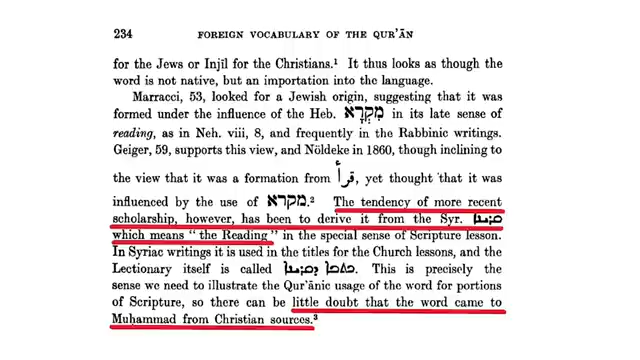 234 FOREIGN VOCABULARY OF THE QUR'ĀN
for the Jews or Injīl for the Christians.¹ It thus looks as though the
word is not native, but an importation into the language.
Marracci, 53, looked for a Jewish origin, suggesting that it was
formed under the influence of the Heb. מִקְרָא in its late sense of
reading, as in Neh. viii, 8, and frequently in the Rabbinic writings.
Geiger, 59, supports this view, and Nöldeke in 1860, though inclining to
the view that it was a formation from قرأ, yet thought that it was
influenced by the use of מקרא.² The tendency of more recent
scholarship, however, has been to derive it from the Syr. ܩܪܝܢܐ
which means “the Reading” in the special sense of Scripture lesson.
In Syriac writings it is used in the titles for the Church lessons, and the
Lectionary itself is called ܟܬܒܐ ܕܩܪܝܢܐ. This is precisely the
sense we need to illustrate the Qur'ānic usage of the word for portions
of Scripture, so there can be little doubt that the word came to
Muḥammad from Christian sources.³